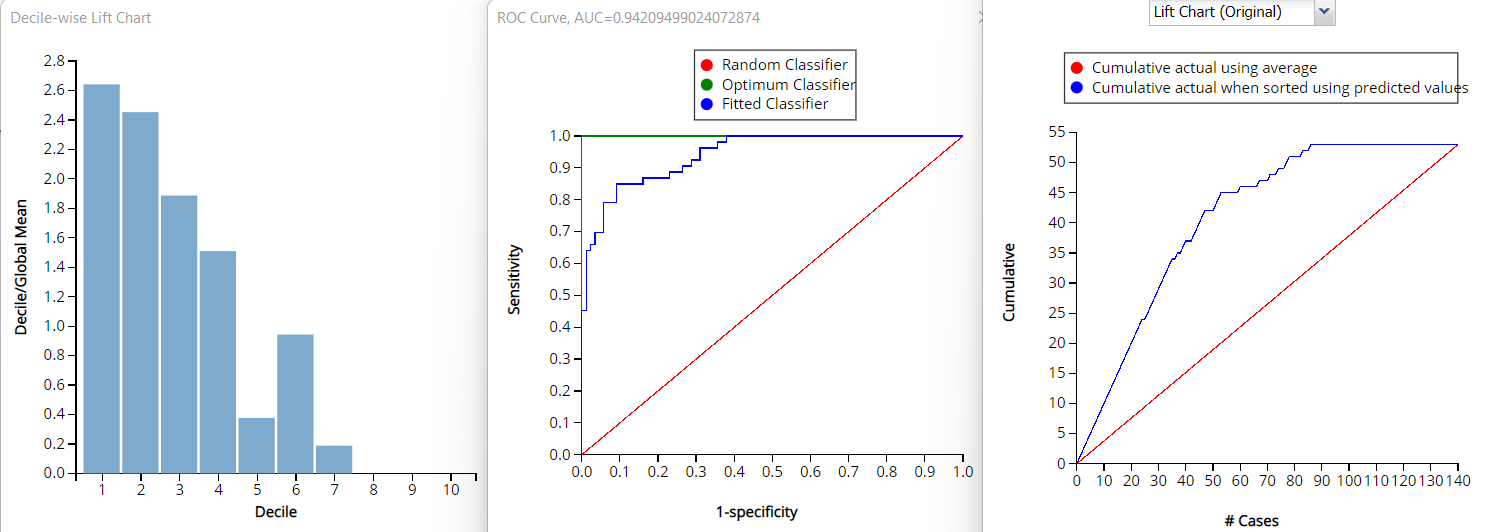 Decile-wise Lift Chart
2.8
2.6
2.4
2.2
2.0
1.8
1.6
1.4
1.2
1.0
0.8
0.6
0.4
0.2
0.0
Decile/Global Mean
1 2 3 4 5 6 7 8 9 10
Decile
ROC Curve, AUC=0.94209499024072874
Random Classifier
Optimum Classifier
Fitted Classifier
1.0
0.9
0.8
0.7
0.6
0.5
0.4
0.3
0.2
0.1
0.0
Sensitivity
0.0 0.1 0.2 0.3 0.4 0.5 0.6 0.7 0.8 0.9 1.0
1-specificity
Lift Chart (Original)
Cumulative actual using average
Cumulative actual when sorted using predicted values
55
50
45
40
35
30
25
20
15
10
5
0
Cumulative
0 10 20 30 40 50 60 70 80 90 100 110 120 130 140
# Cases